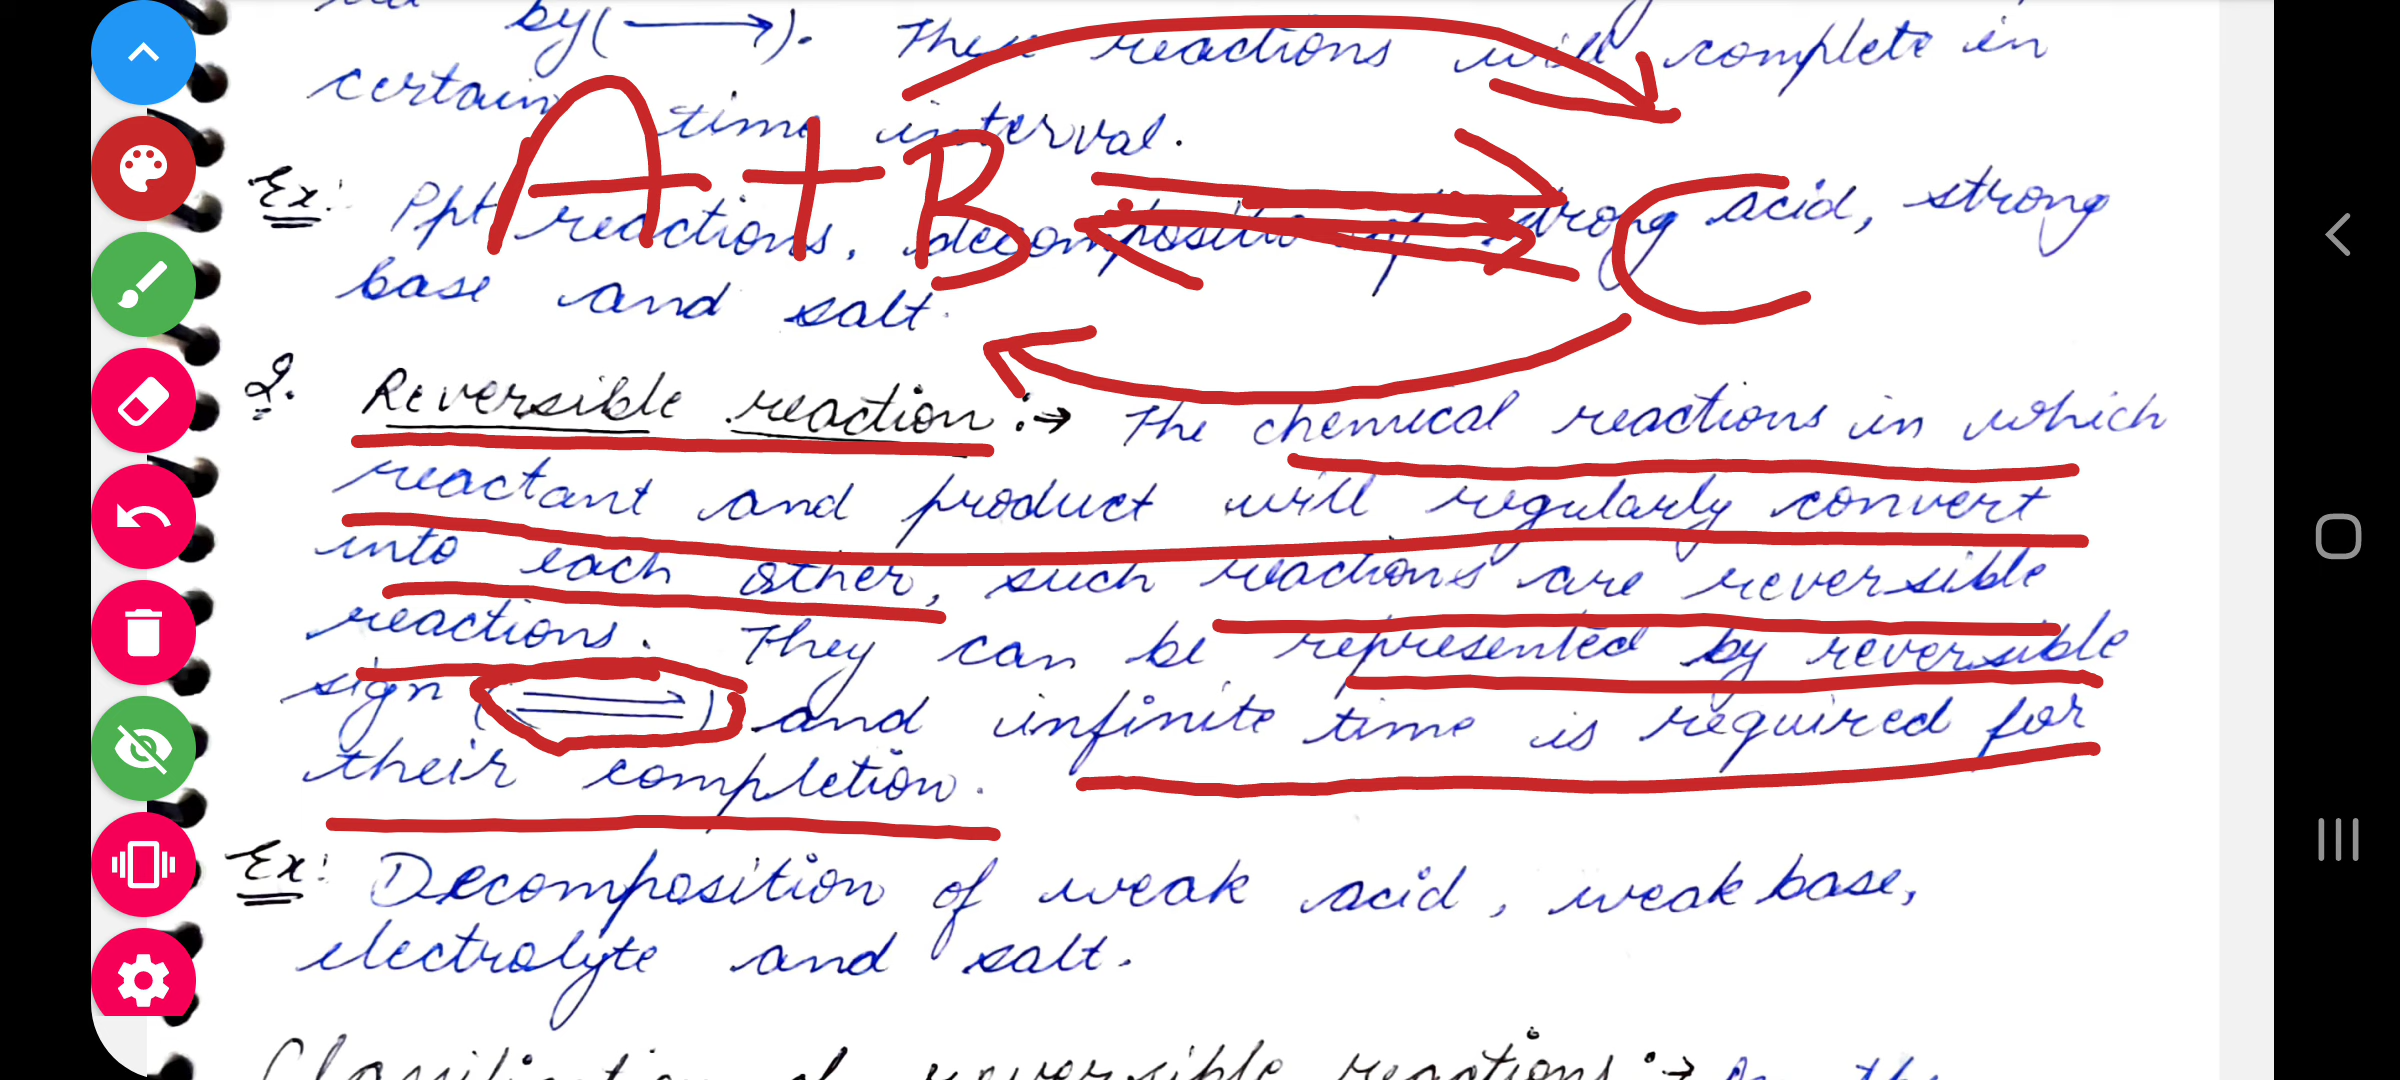 by( → ). Then reactions will complete in
certain time interval.
Ex: Ppt reactions, decomposition of strong acid, strong
base and salt.
A + B ⇌ C
2. Reversible reaction :→ The chemical reactions in which
reactant and product will regularly convert
into each other, such reactions are reversible
reactions. They can be represented by reversible
sign (⇌) and infinite time is required for
their completion.
Ex: Decomposition of weak acid, weak base,
electrolyte and salt.
Classification of reversible reactions :→ On the